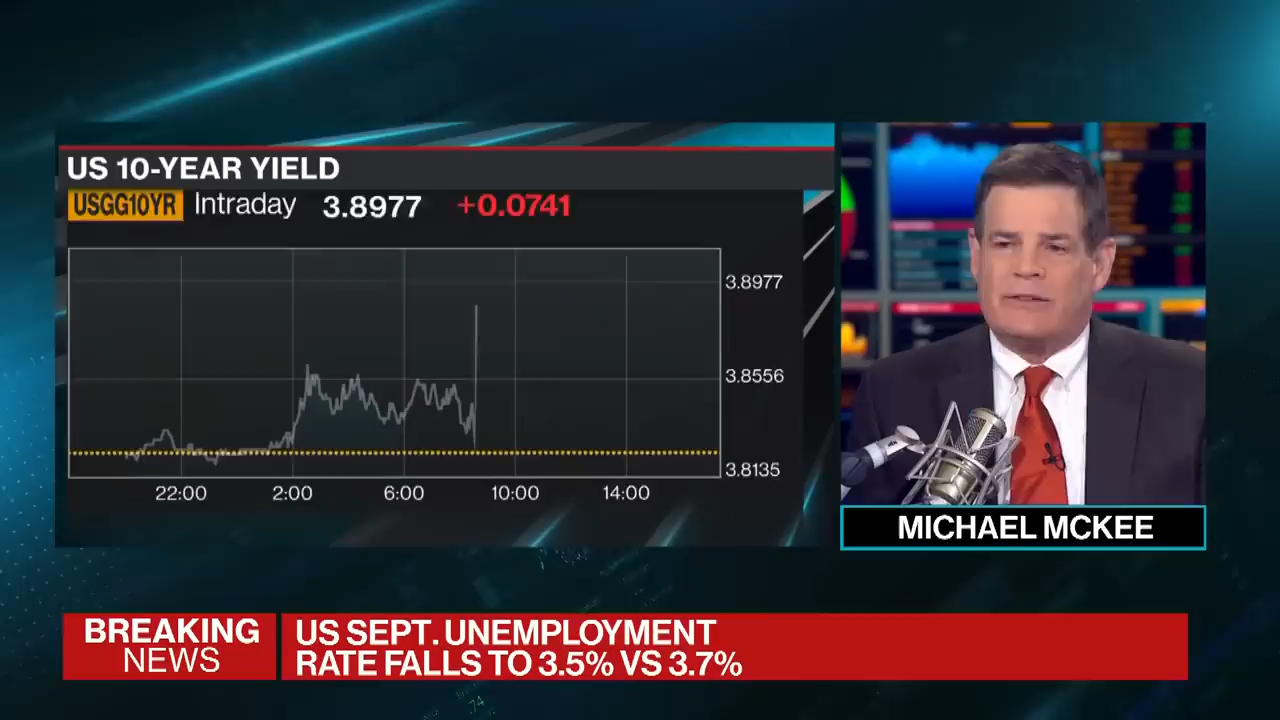 US 10-YEAR YIELD
USGG10YR Intraday 3.8977 +0.0741
3.8977
3.8556
3.8135
22:00 2:00 6:00 10:00 14:00
MICHAEL MCKEE
BREAKING
NEWS
US SEPT. UNEMPLOYMENT
RATE FALLS TO 3.5% VS 3.7%
.74